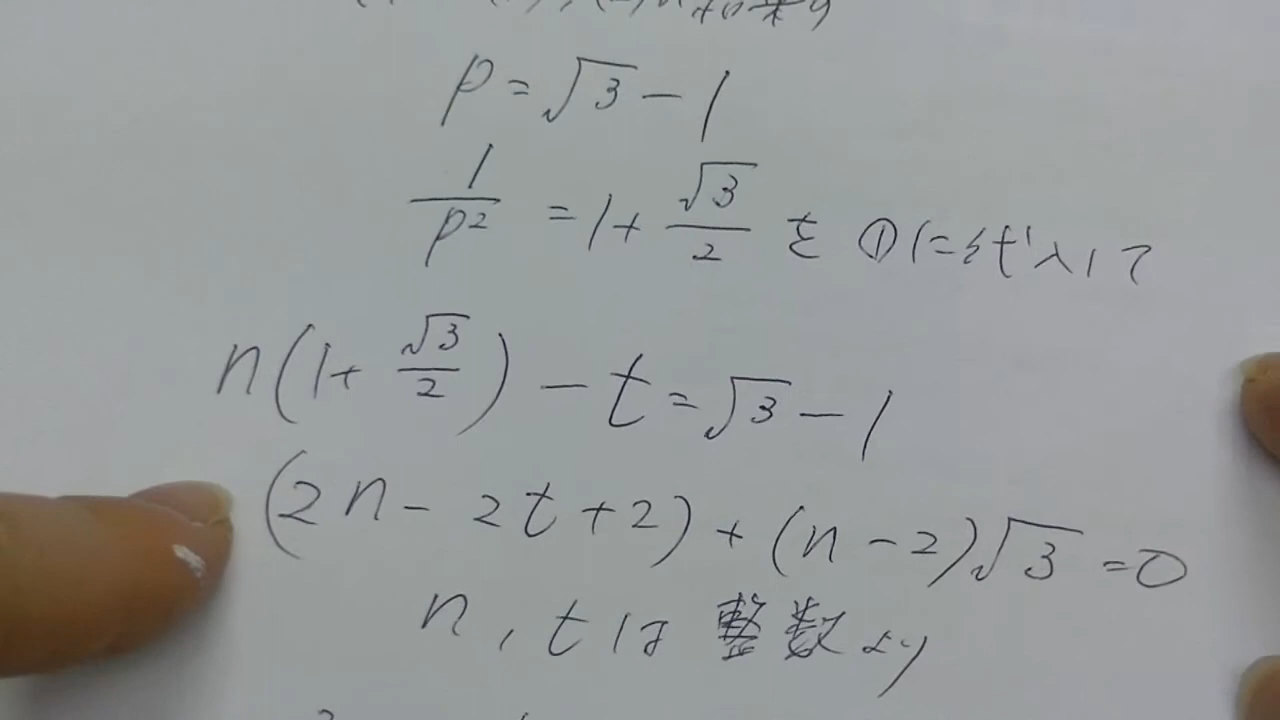 p = √3 - 1
1/p² = 1 + √3/2 を ①に代入して
n(1 + √3/2) - t = √3 - 1
(2n - 2t + 2) + (n - 2)√3 = 0
n, tは整数より